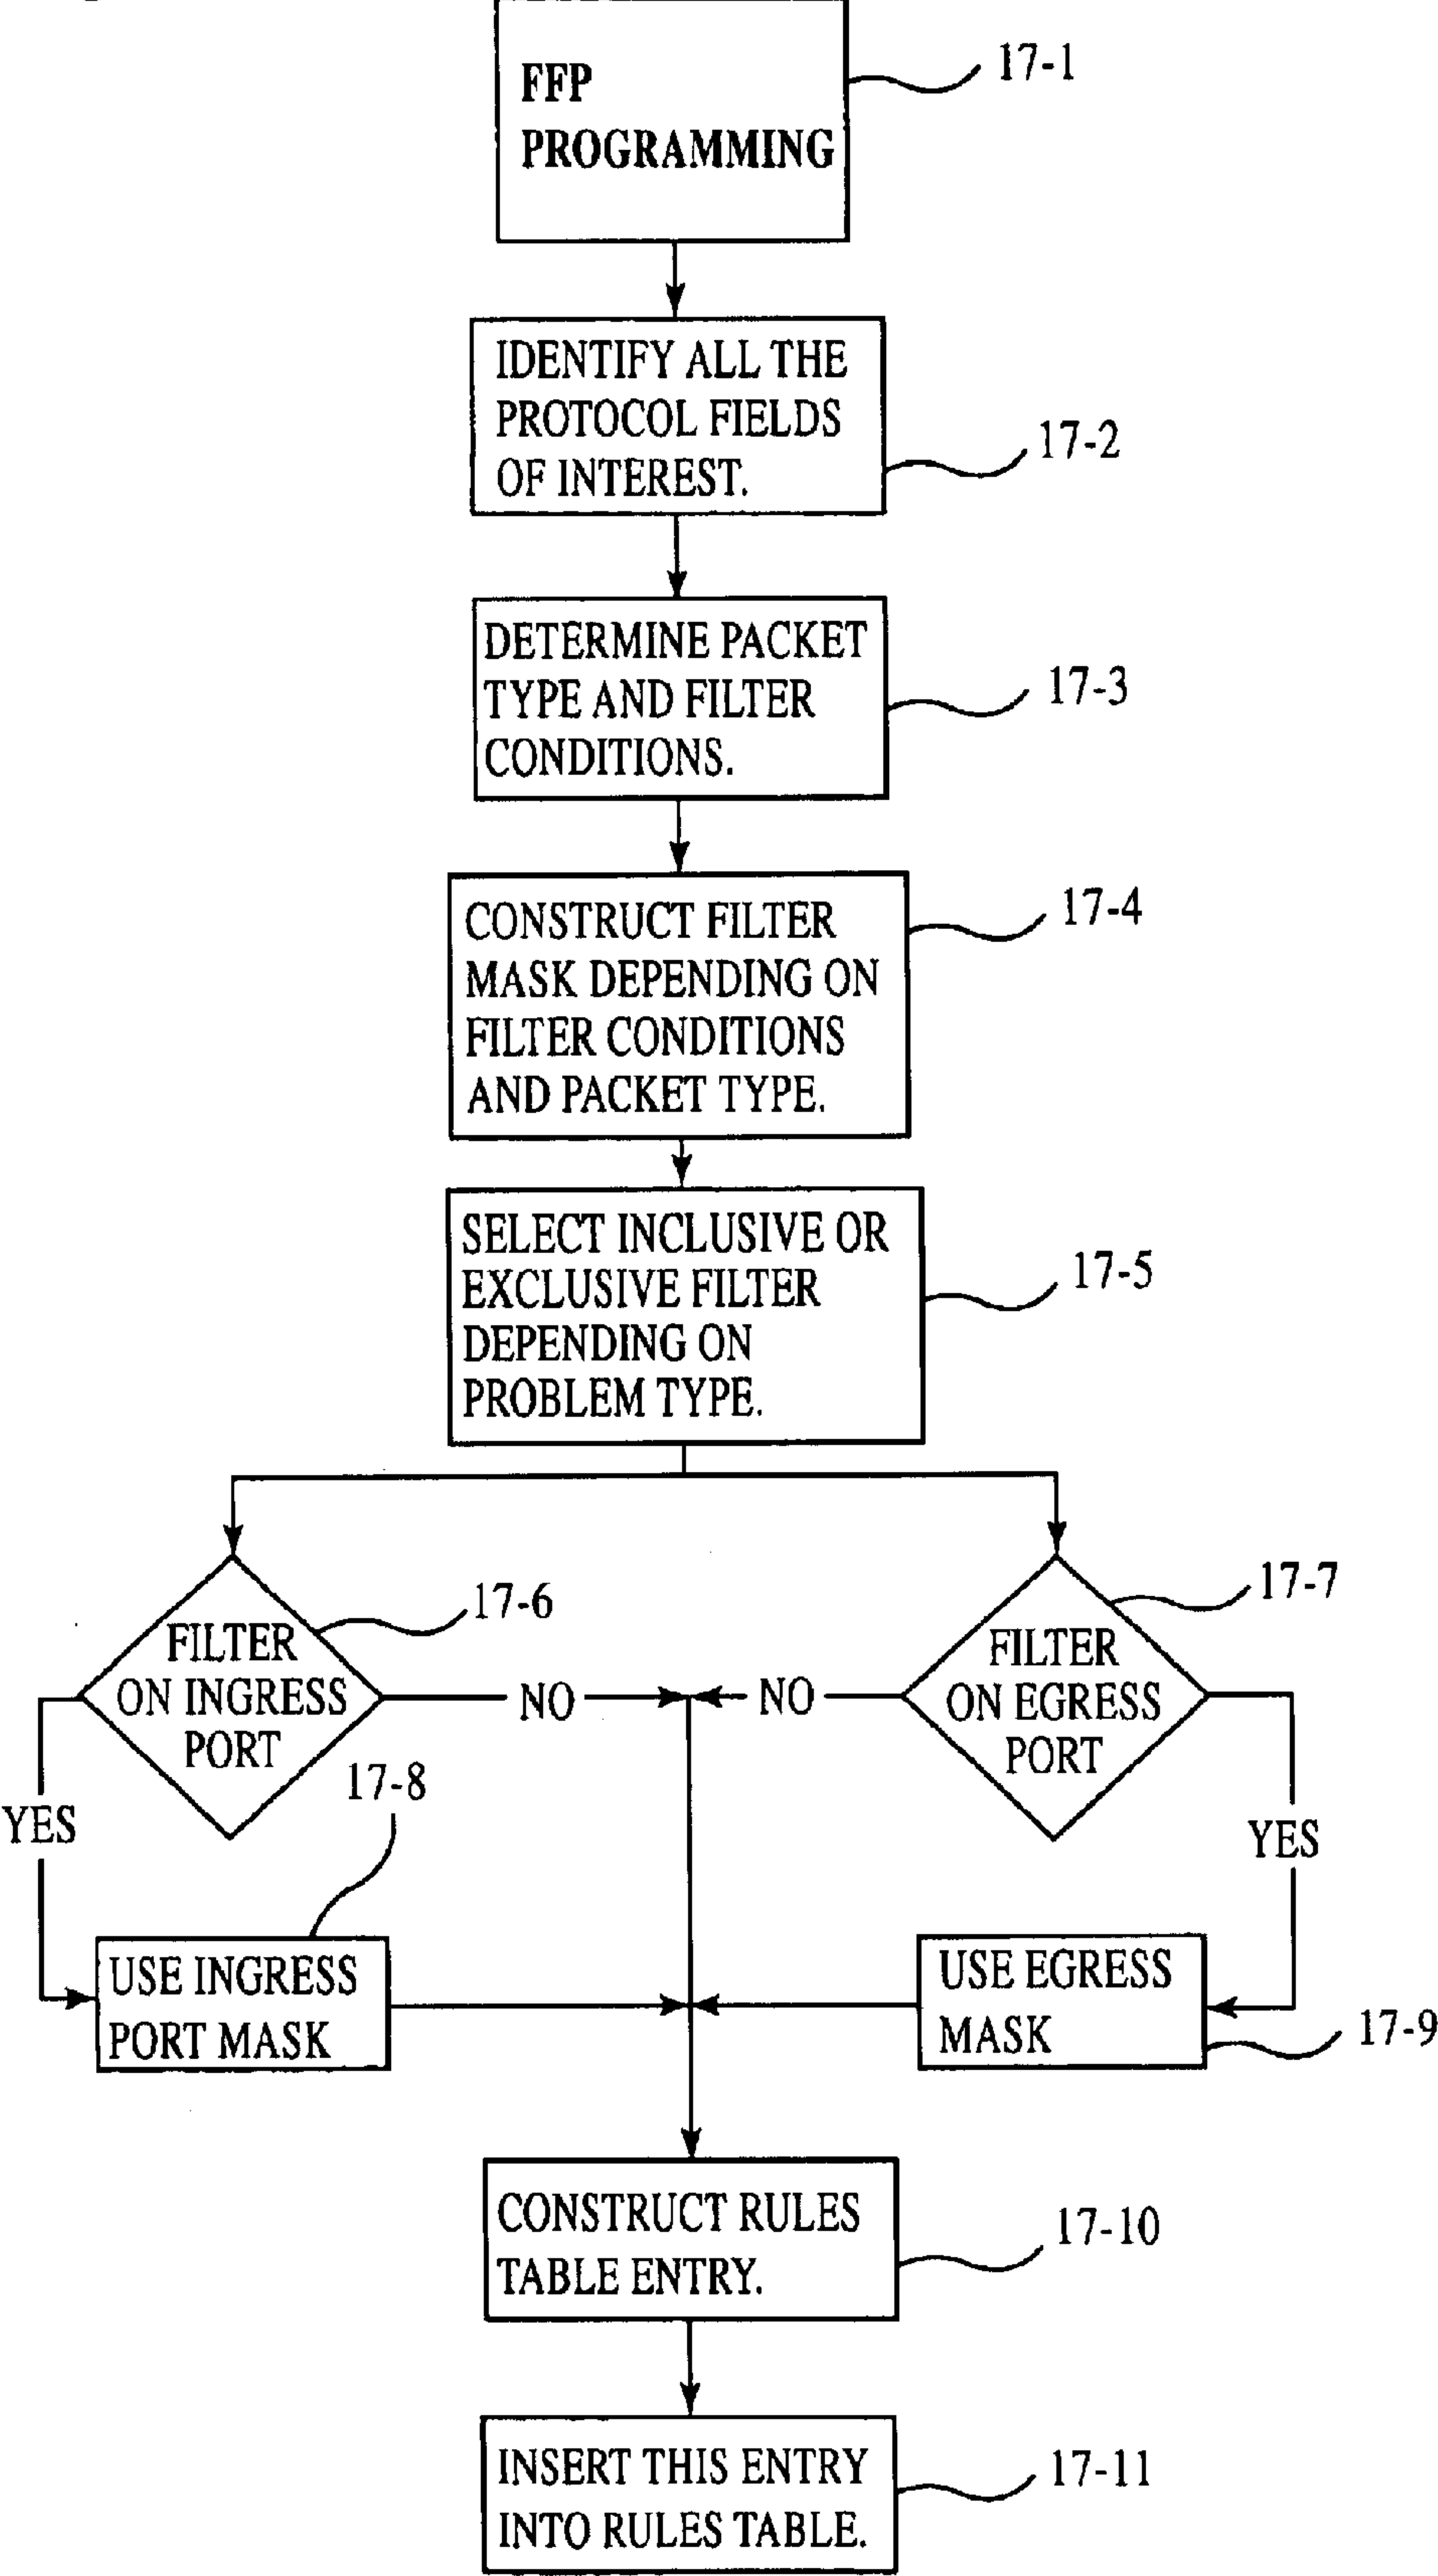 FFP
PROGRAMMING
17-1
IDENTIFY ALL THE
PROTOCOL FIELDS
OF INTEREST.
17-2
DETERMINE PACKET
TYPE AND FILTER
CONDITIONS.
17-3
CONSTRUCT FILTER
MASK DEPENDING ON
FILTER CONDITIONS
AND PACKET TYPE.
17-4
SELECT INCLUSIVE OR
EXCLUSIVE FILTER
DEPENDING ON
PROBLEM TYPE.
17-5
FILTER
ON INGRESS
PORT
17-6
NO
YES
FILTER
ON EGRESS
PORT
17-7
NO
YES
USE INGRESS
PORT MASK
17-8
USE EGRESS
MASK
17-9
CONSTRUCT RULES
TABLE ENTRY.
17-10
INSERT THIS ENTRY
INTO RULES TABLE.
17-11